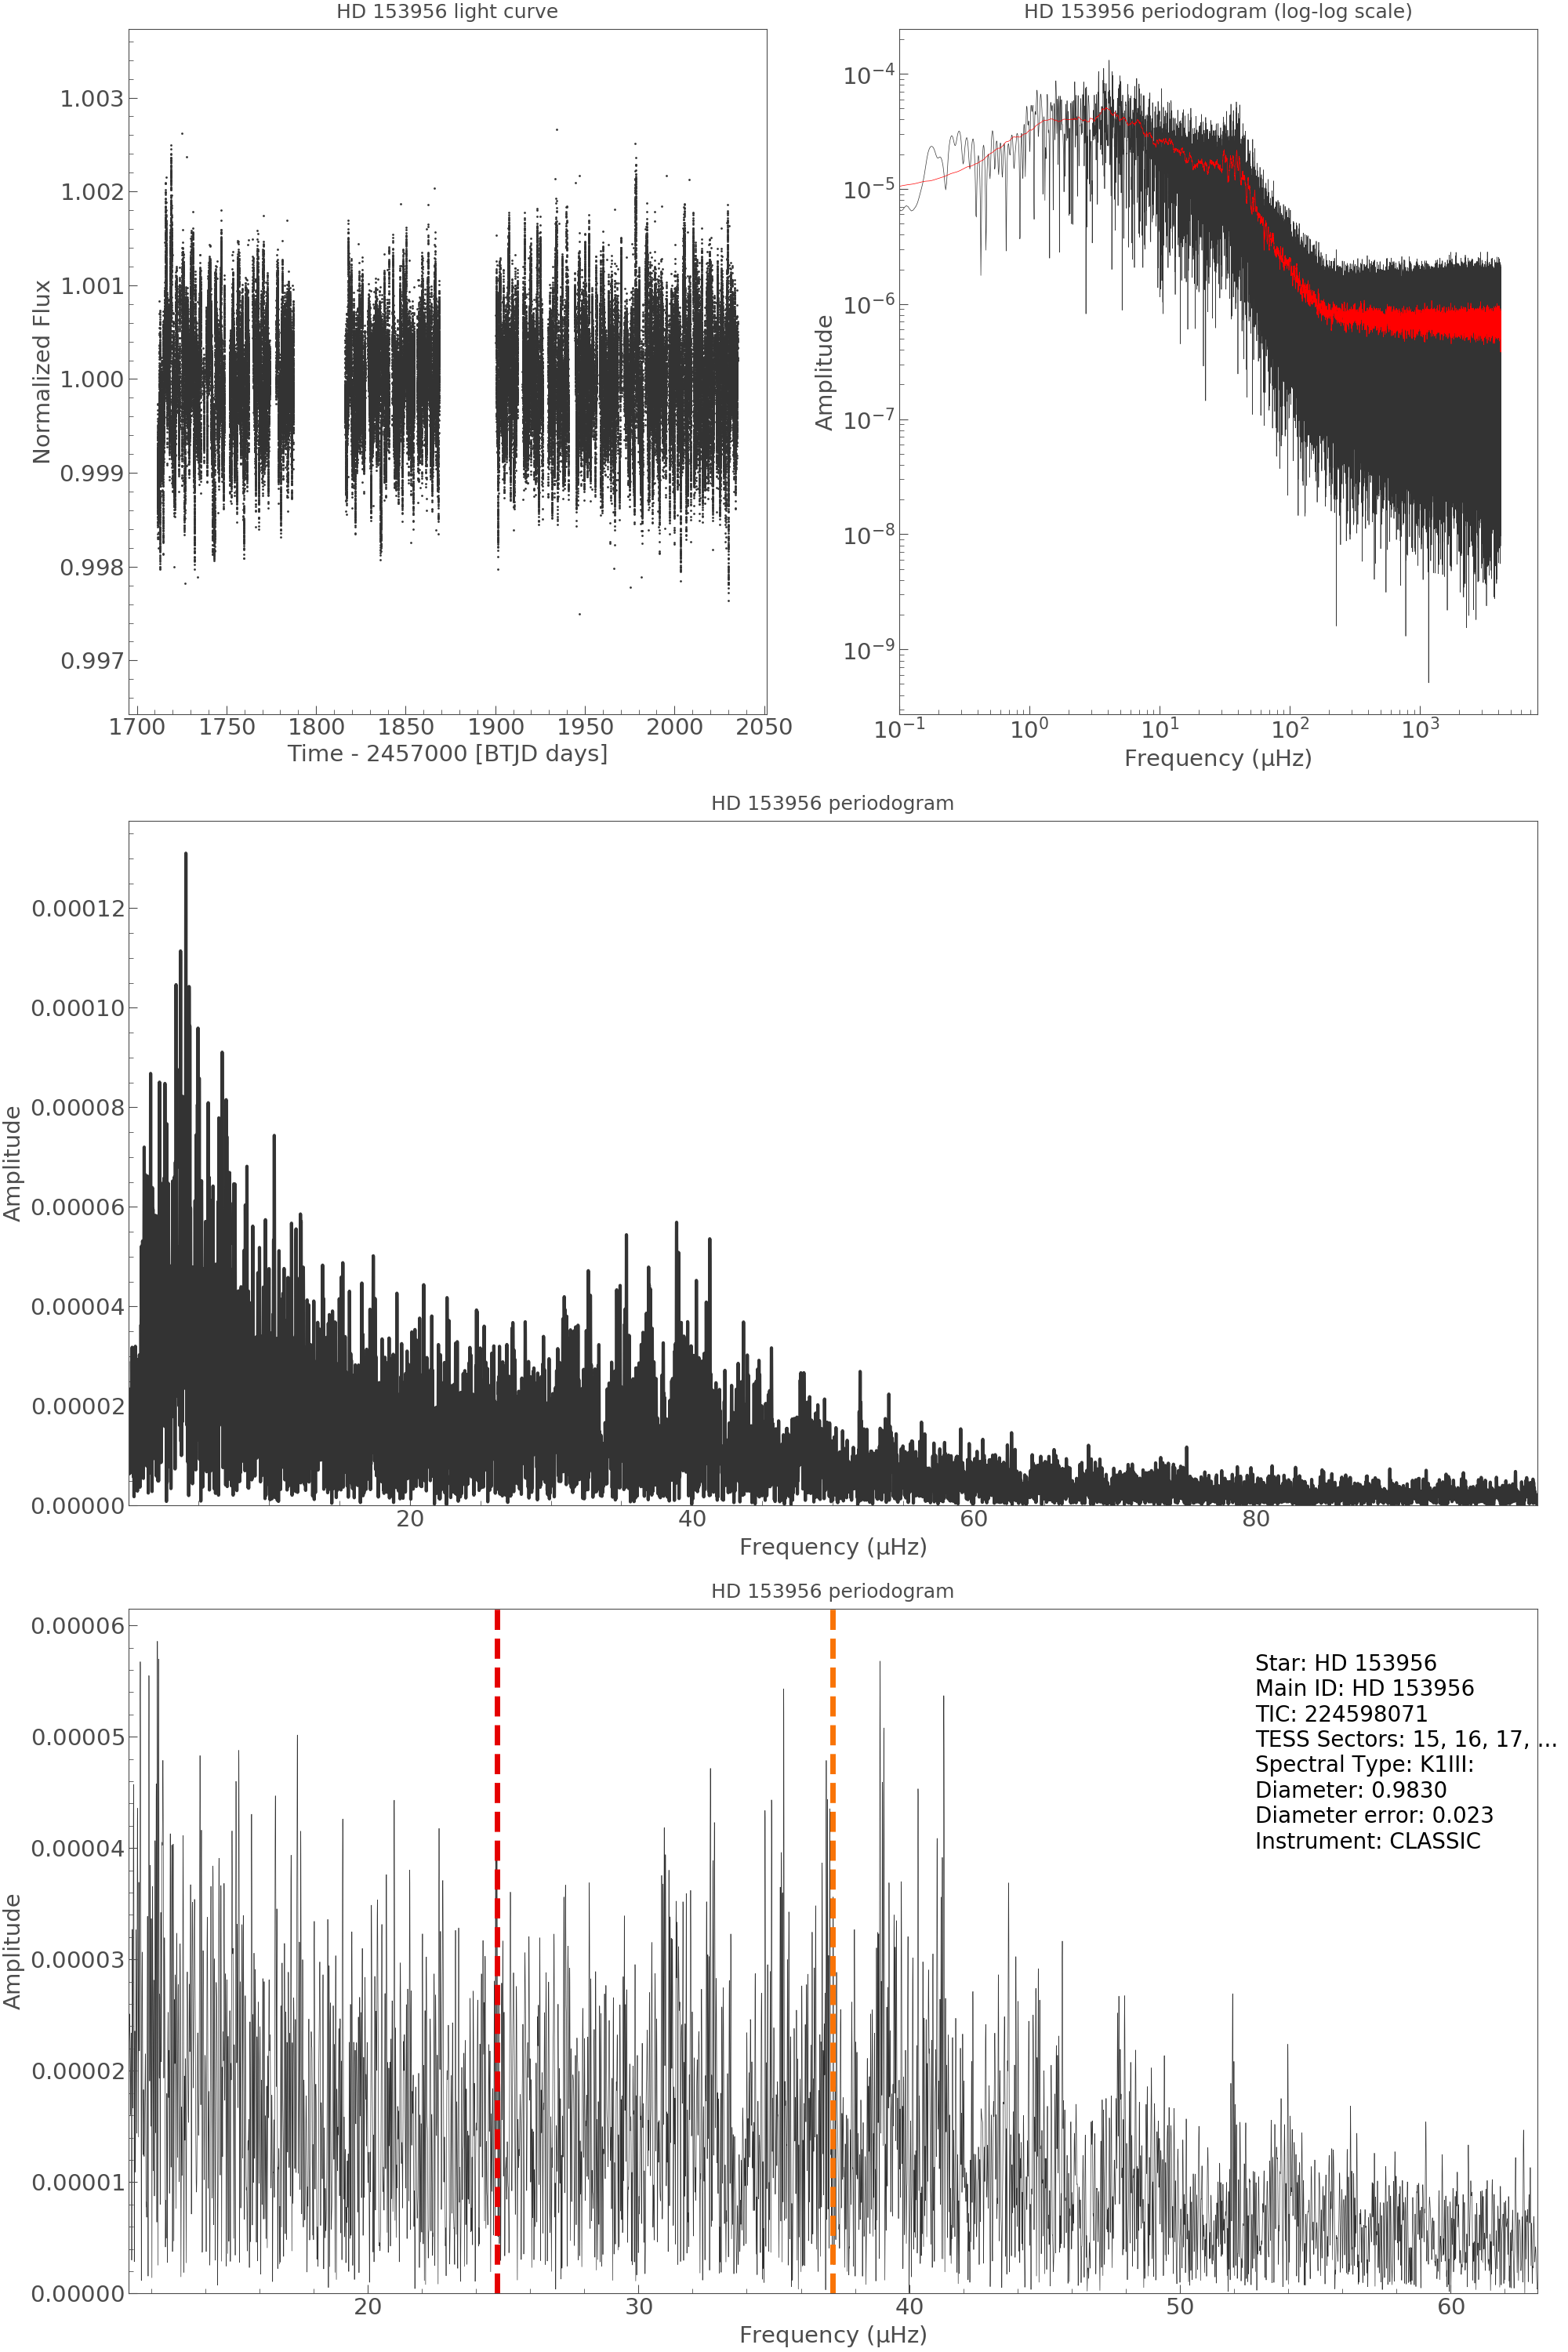 HD 153956 light curve
1.003
1.002
1.001
1.000
0.999
0.998
0.997
Normalized Flux
1700 1750 1800 1850 1900 1950 2000 2050
Time - 2457000 [BTJD days]
HD 153956 periodogram (log-log scale)
10⁻⁴
10⁻⁵
10⁻⁶
10⁻⁷
10⁻⁸
10⁻⁹
Amplitude
10⁻¹ 10⁰ 10¹ 10² 10³
Frequency (µHz)
HD 153956 periodogram
0.00012
0.00010
0.00008
0.00006
0.00004
0.00002
0.00000
Amplitude
20 40 60 80
Frequency (µHz)
HD 153956 periodogram
0.00006
0.00005
0.00004
0.00003
0.00002
0.00001
0.00000
Amplitude
Star: HD 153956
Main ID: HD 153956
TIC: 224598071
TESS Sectors: 15, 16, 17, ...
Spectral Type: K1III:
Diameter: 0.9830
Diameter error: 0.023
Instrument: CLASSIC
20 30 40 50 60
Frequency (µHz)